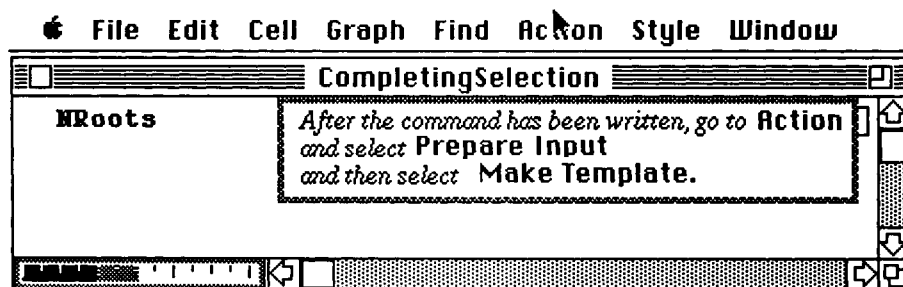 File Edit Cell Graph Find Action Style Window
CompletingSelection
NRoots
After the command has been written, go to Action
and select Prepare Input
and then select Make Template.